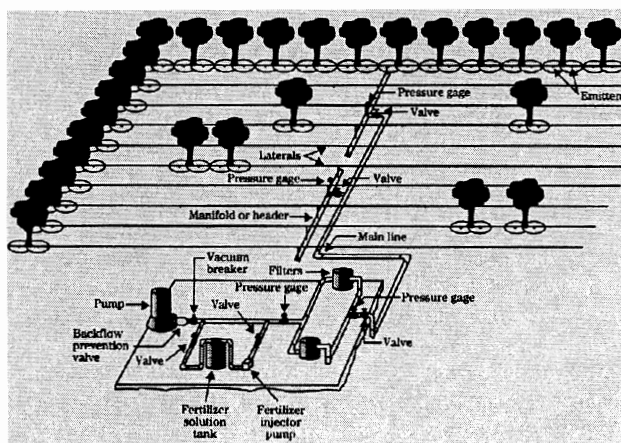 Pressure gage
Emitters
Valve
Laterals
Pressure gage
Valve
Manifold or header
Main line
Vacuum
breaker
Filters
Pressure gage
Pump
Valve
Pressure gage
Backflow
prevention
valve
Valve
Valve
Fertilizer
solution
tank
Fertilizer
injector
pump